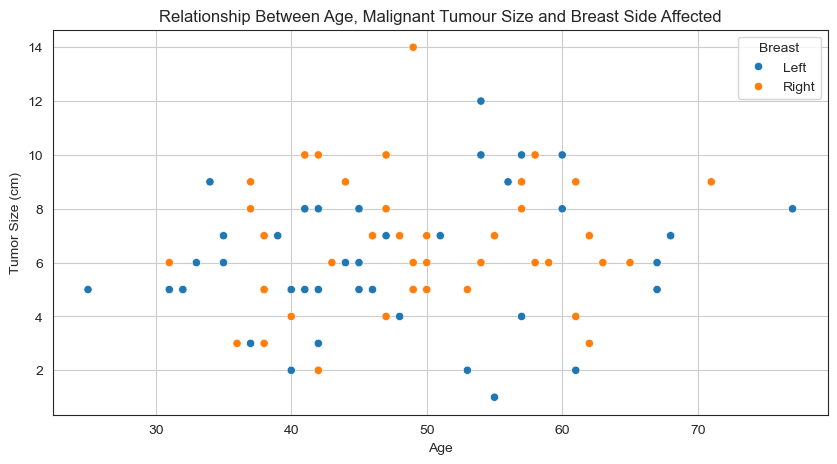 Relationship Between Age, Malignant Tumour Size and Breast Side Affected
14
12
10
8
6
4
2
Tumor Size (cm)
30 40 50 60 70
Age
Breast
Left
Right